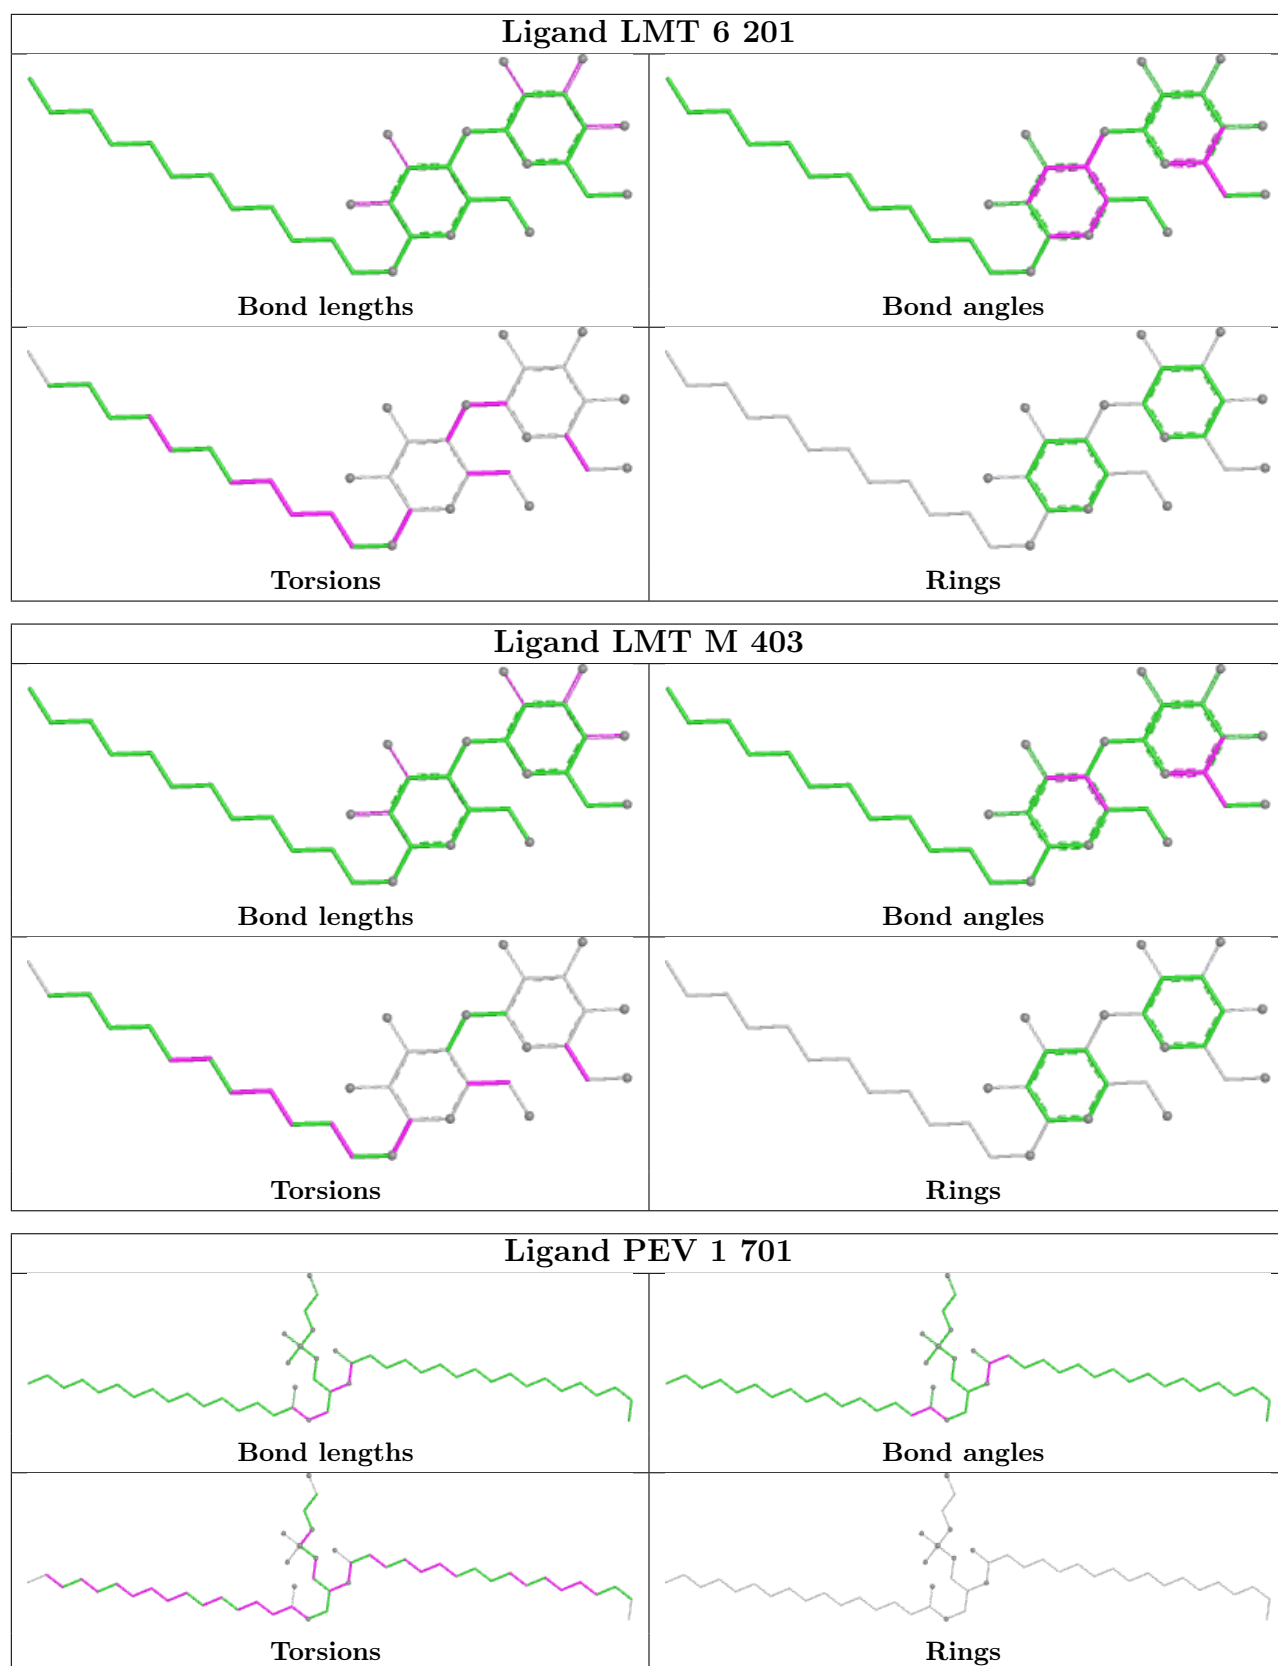 Ligand LMT 6 201
Bond lengths
Bond angles
Torsions
Rings
Ligand LMT M 403
Bond lengths
Bond angles
Torsions
Rings
Ligand PEV 1 701
Bond lengths
Bond angles
Torsions
Rings